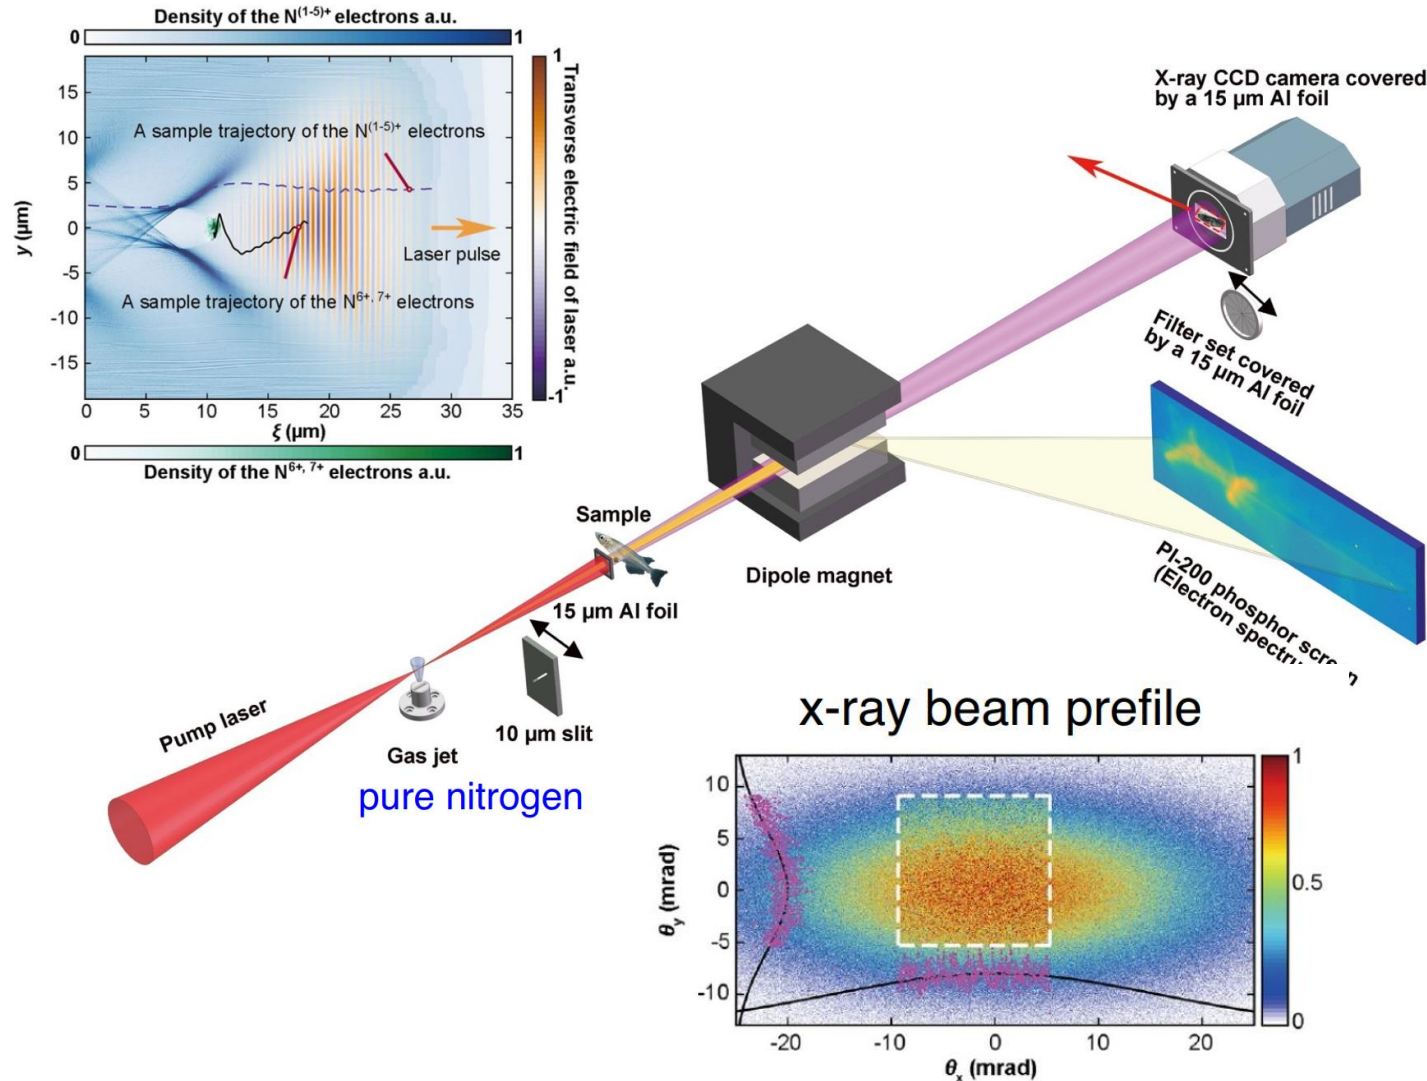 Density of the N(1-5)+ electrons a.u.
0
1
15
10
5
0
-5
-10
-15
y (µm)
A sample trajectory of the N(1-5)+ electrons
Laser pulse
A sample trajectory of the N6+, 7+ electrons
0
5
10
15
20
25
30
35
ξ (µm)
1
Transverse electric field of laser a.u.
-1
0
1
Density of the N6+, 7+ electrons a.u.
X-ray CCD camera covered
by a 15 µm Al foil
Filter set covered
by a 15 µm Al foil
Sample
Dipole magnet
15 µm Al foil
PI-200 phosphor screen
(Electron
Pump laser
10 µm slit
Gas jet
pure nitrogen
x-ray beam prefile
10
5
0
-5
-10
θy (mrad)
-20
-10
0
10
20
θx (mrad)
1
0.5
0